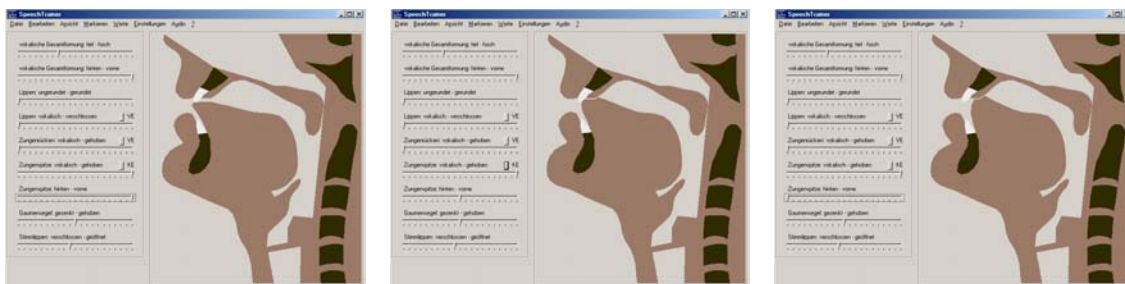 SpeechTrainer
Datei Bearbeiten Ansicht Markieren Werte Einstellungen Audio ?
vokalische Gesamtformung: tief - hoch
vokalische Gesamtformung: hinten - vorne
Lippen: ungerundet - gerundet
Lippen: vokalisch - verschlossen VE
Zungenrücken: vokalisch - gehoben VE
Zungenspitze: vokalisch - gehoben KE
Zungenspitze: hinten - vorne
Gaumensegel: gesenkt - gehoben
Stimmlippen: verschlossen - geöffnet
SpeechTrainer
Datei Bearbeiten Ansicht Markieren Werte Einstellungen Audio ?
vokalische Gesamtformung: tief - hoch
vokalische Gesamtformung: hinten - vorne
Lippen: ungerundet - gerundet
Lippen: vokalisch - verschlossen VE
Zungenrücken: vokalisch - gehoben VE
Zungenspitze: vokalisch - gehoben KE
Zungenspitze: hinten - vorne
Gaumensegel: gesenkt - gehoben
Stimmlippen: verschlossen - geöffnet
SpeechTrainer
Datei Bearbeiten Ansicht Markieren Werte Einstellungen Audio ?
vokalische Gesamtformung: tief - hoch
vokalische Gesamtformung: hinten - vorne
Lippen: ungerundet - gerundet
Lippen: vokalisch - verschlossen VE
Zungenrücken: vokalisch - gehoben VE
Zungenspitze: vokalisch - gehoben KE
Zungenspitze: hinten - vorne
Gaumensegel: gesenkt - gehoben
Stimmlippen: verschlossen - geöffnet